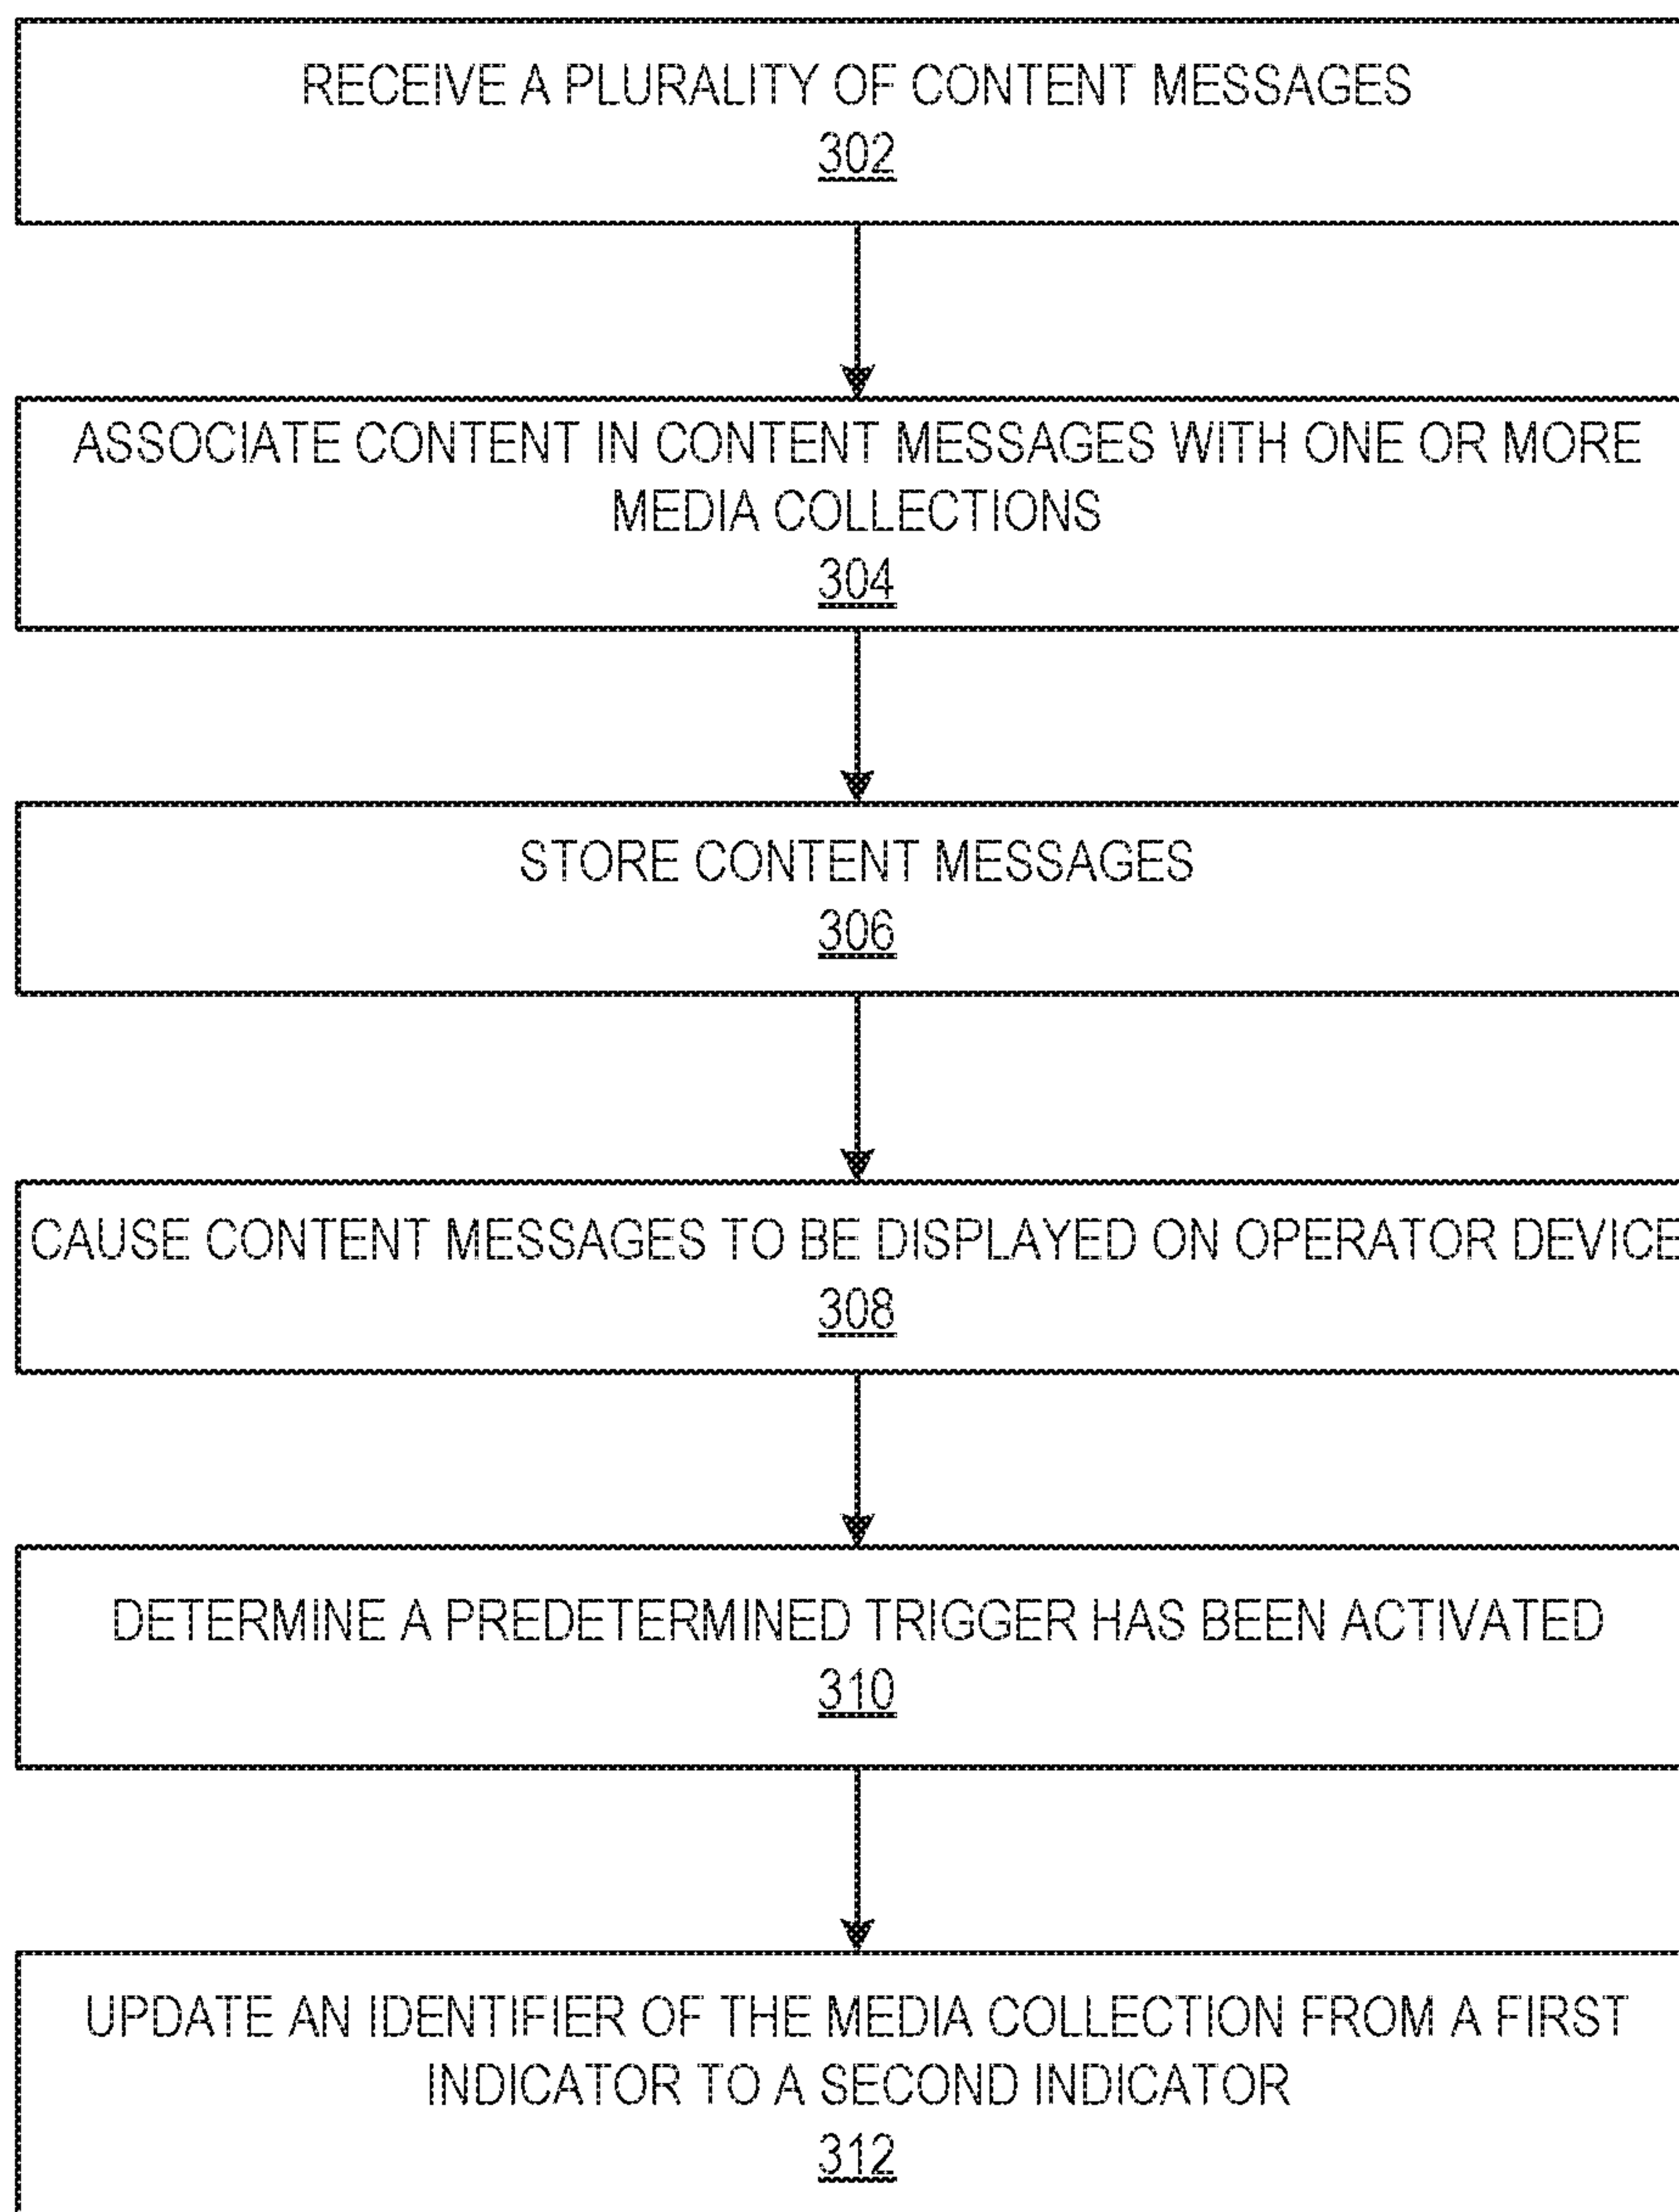 RECEIVE A PLURALITY OF CONTENT MESSAGES
302
ASSOCIATE CONTENT IN CONTENT MESSAGES WITH ONE OR MORE
MEDIA COLLECTIONS
304
STORE CONTENT MESSAGES
306
CAUSE CONTENT MESSAGES TO BE DISPLAYED ON OPERATOR DEVICE
308
DETERMINE A PREDETERMINED TRIGGER HAS BEEN ACTIVATED
310
UPDATE AN IDENTIFIER OF THE MEDIA COLLECTION FROM A FIRST
INDICATOR TO A SECOND INDICATOR
312